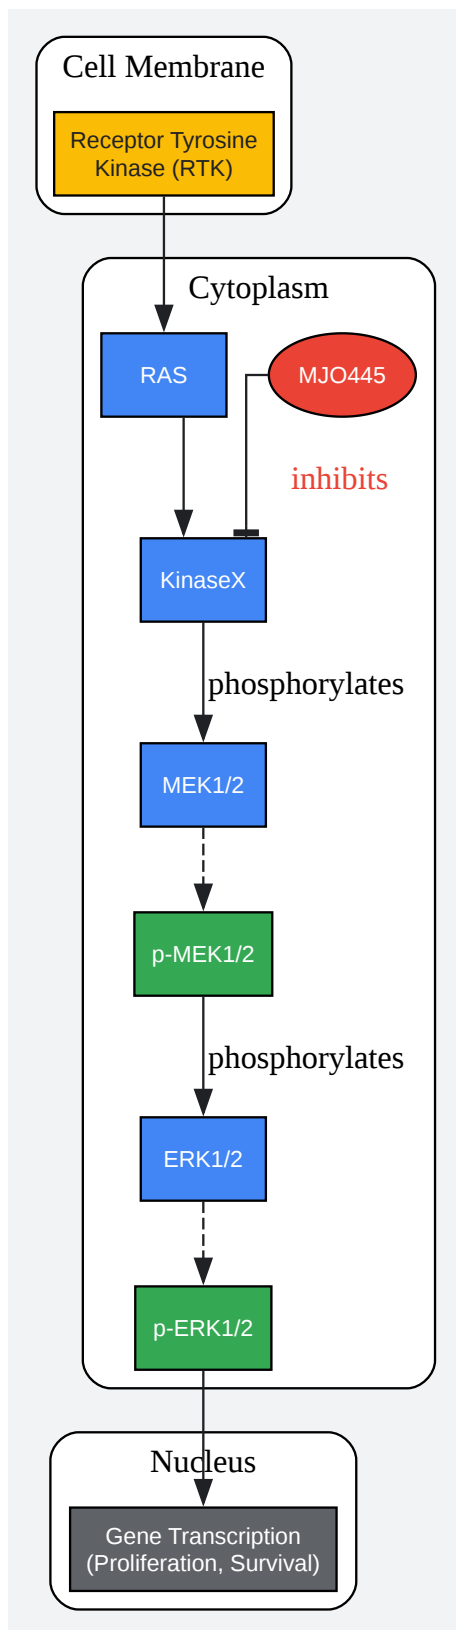 Cell Membrane
Receptor Tyrosine
Kinase (RTK)
Cytoplasm
RAS
MJO445
inhibits
KinaseX
phosphorylates
MEK1/2
p-MEK1/2
phosphorylates
ERK1/2
p-ERK1/2
Nucleus
Gene Transcription
(Proliferation, Survival)